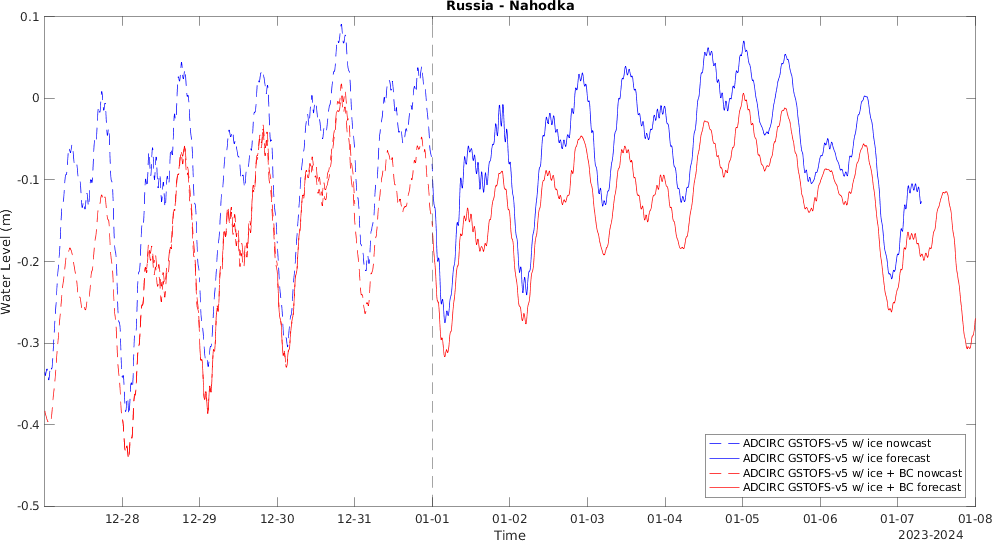 Russia - Nahodka
Water Level (m)
0.1
0
-0.1
-0.2
-0.3
-0.4
-0.5
ADCIRC GSTOFS-v5 w/ ice nowcast
ADCIRC GSTOFS-v5 w/ ice forecast
ADCIRC GSTOFS-v5 w/ ice + BC nowcast
ADCIRC GSTOFS-v5 w/ ice + BC forecast
12-28 12-29 12-30 12-31 01-01 01-02 01-03 01-04 01-05 01-06 01-07 01-08
Time
2023-2024